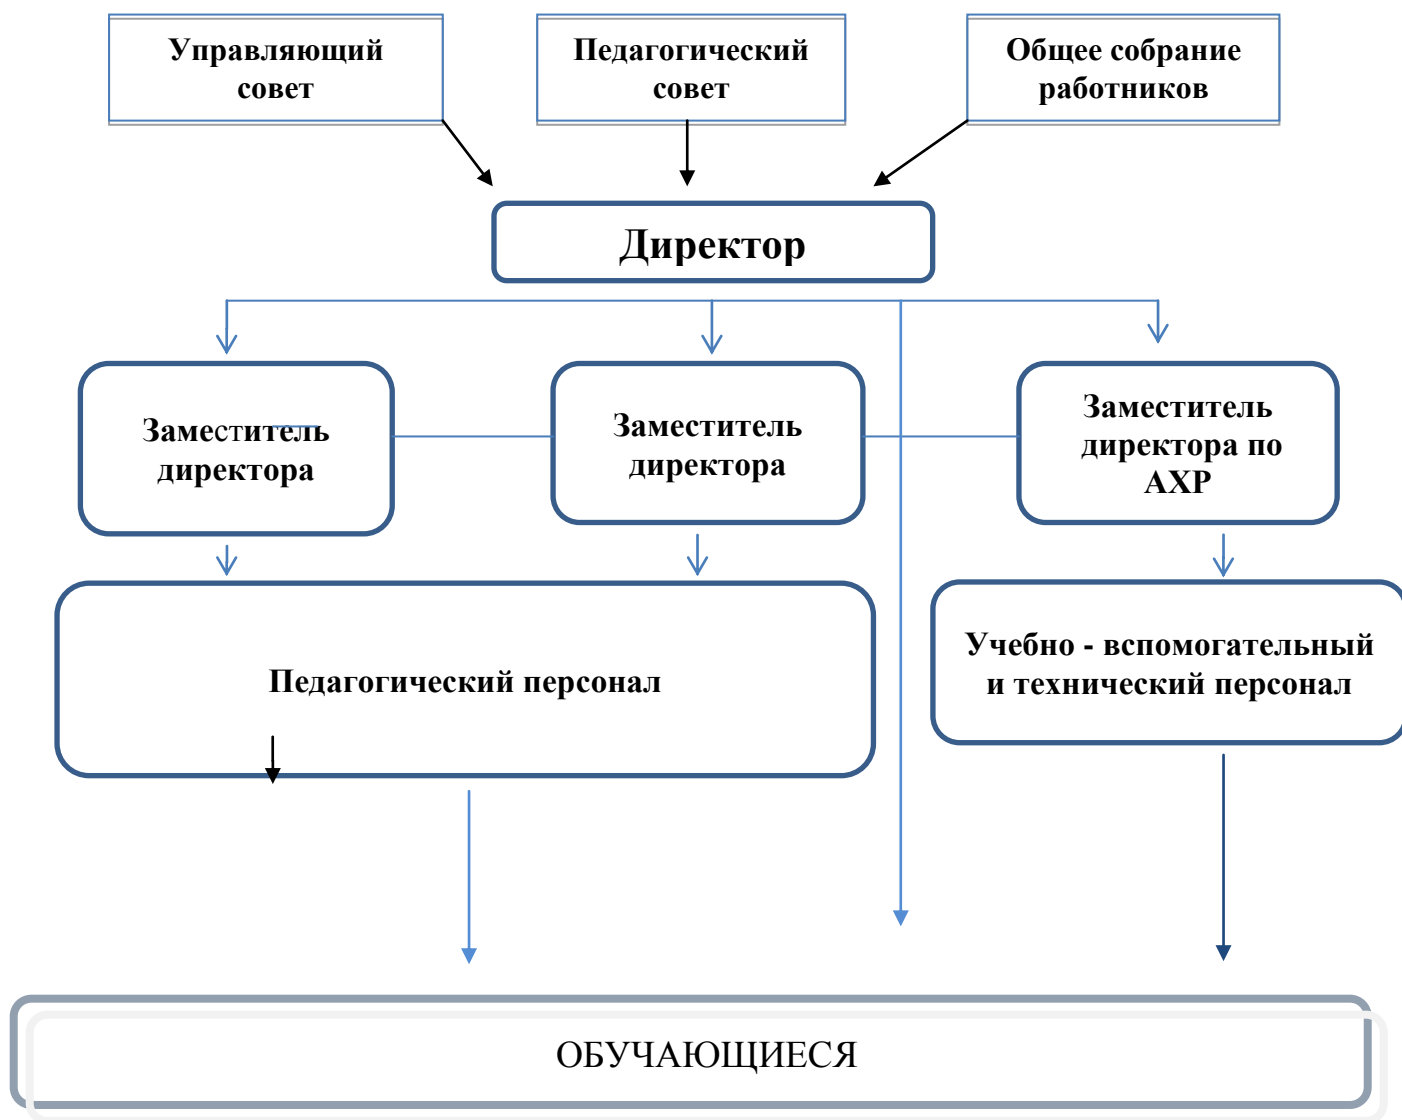 Управляющий
совет
Педагогический
совет
Общее собрание
работников
Директор
Заместитель
директора
Заместитель
директора
Заместитель
директора по
АХР
Педагогический персонал
Учебно - вспомогательный
и технический персонал
ОБУЧАЮЩИЕСЯ